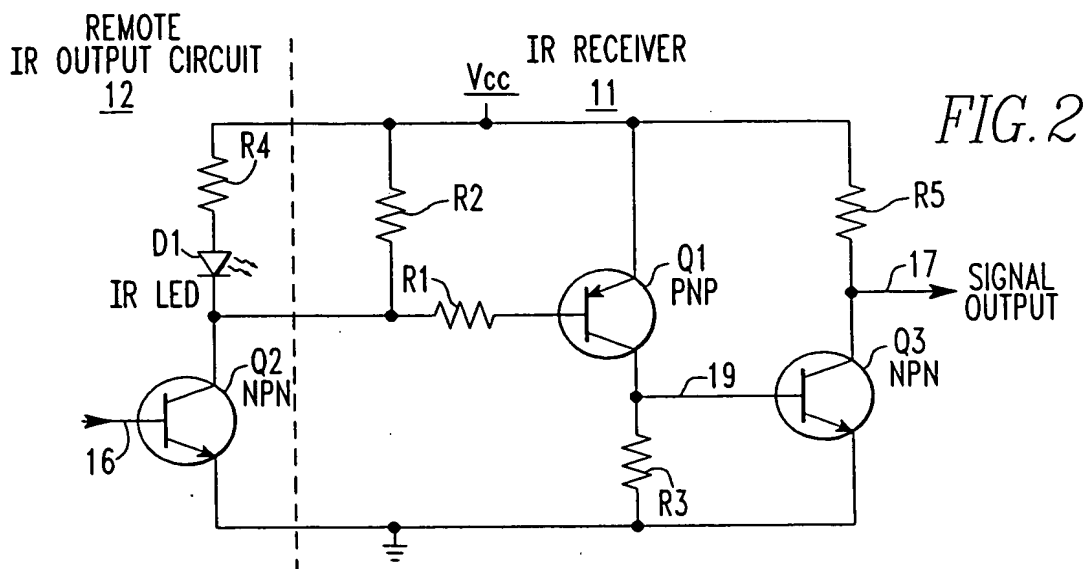 REMOTE
IR OUTPUT CIRCUIT
12
IR RECEIVER
11
Vcc
FIG. 2
R4
R2
R5
D1
IR LED
R1
Q1
PNP
17
SIGNAL
OUTPUT
Q2
NPN
19
Q3
NPN
16
R3